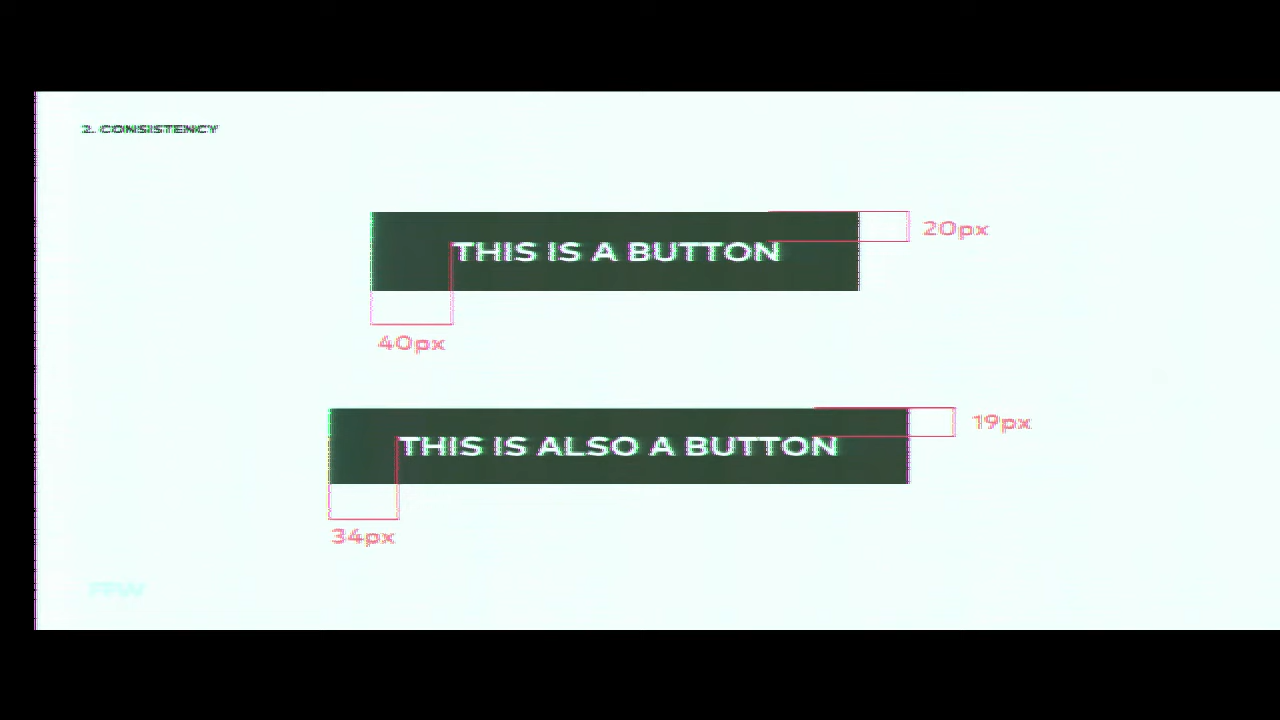 2. CONSISTENCY
20px
THIS IS A BUTTON
40px
19px
THIS IS ALSO A BUTTON
34px